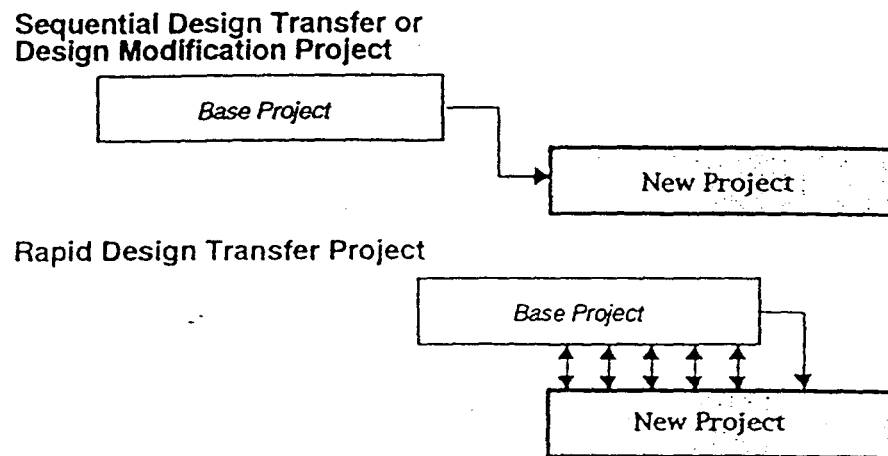 Sequential Design Transfer or
Design Modification Project
Base Project
New Project
Rapid Design Transfer Project
Base Project
New Project